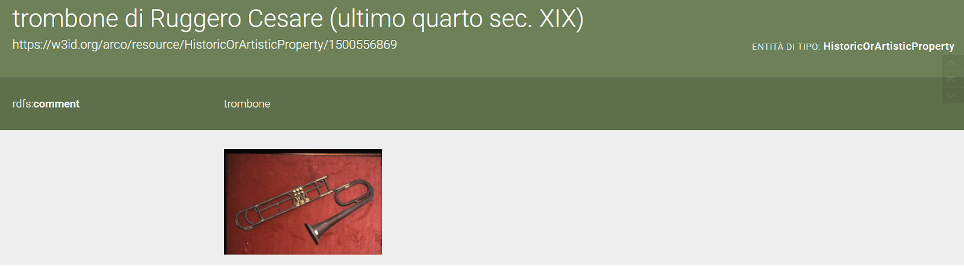 trombone di Ruggero Cesare (ultimo quarto sec. XIX)
https://w3id.org/arco/resource/HistoricOrArtisticProperty/1500556869
ENTITÀ DI TIPO: HistoricOrArtisticProperty
rdfs:comment trombone